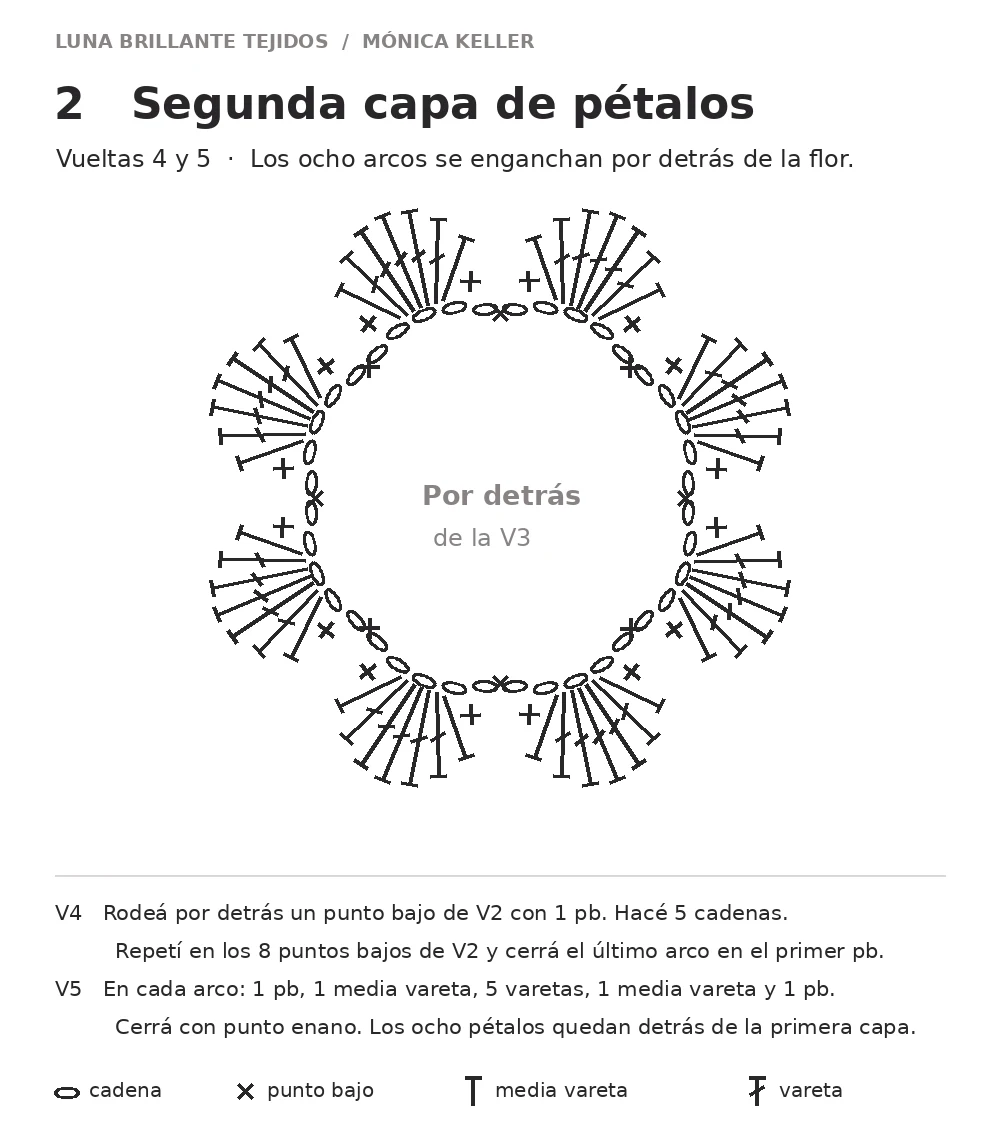 LUNA BRILLANTE TEJIDOS / MÓNICA KELLER
2 Segunda capa de pétalos
Vueltas 4 y 5 · Los ocho arcos se enganchan por detrás de la flor.
Por detrás
de la V3
V4 Rodeá por detrás un punto bajo de V2 con 1 pb. Hacé 5 cadenas.
Repetí en los 8 puntos bajos de V2 y cerrá el último arco en el primer pb.
V5 En cada arco: 1 pb, 1 media vareta, 5 varetas, 1 media vareta y 1 pb.
Cerrá con punto enano. Los ocho pétalos quedan detrás de la primera capa.
cadena punto bajo media vareta vareta